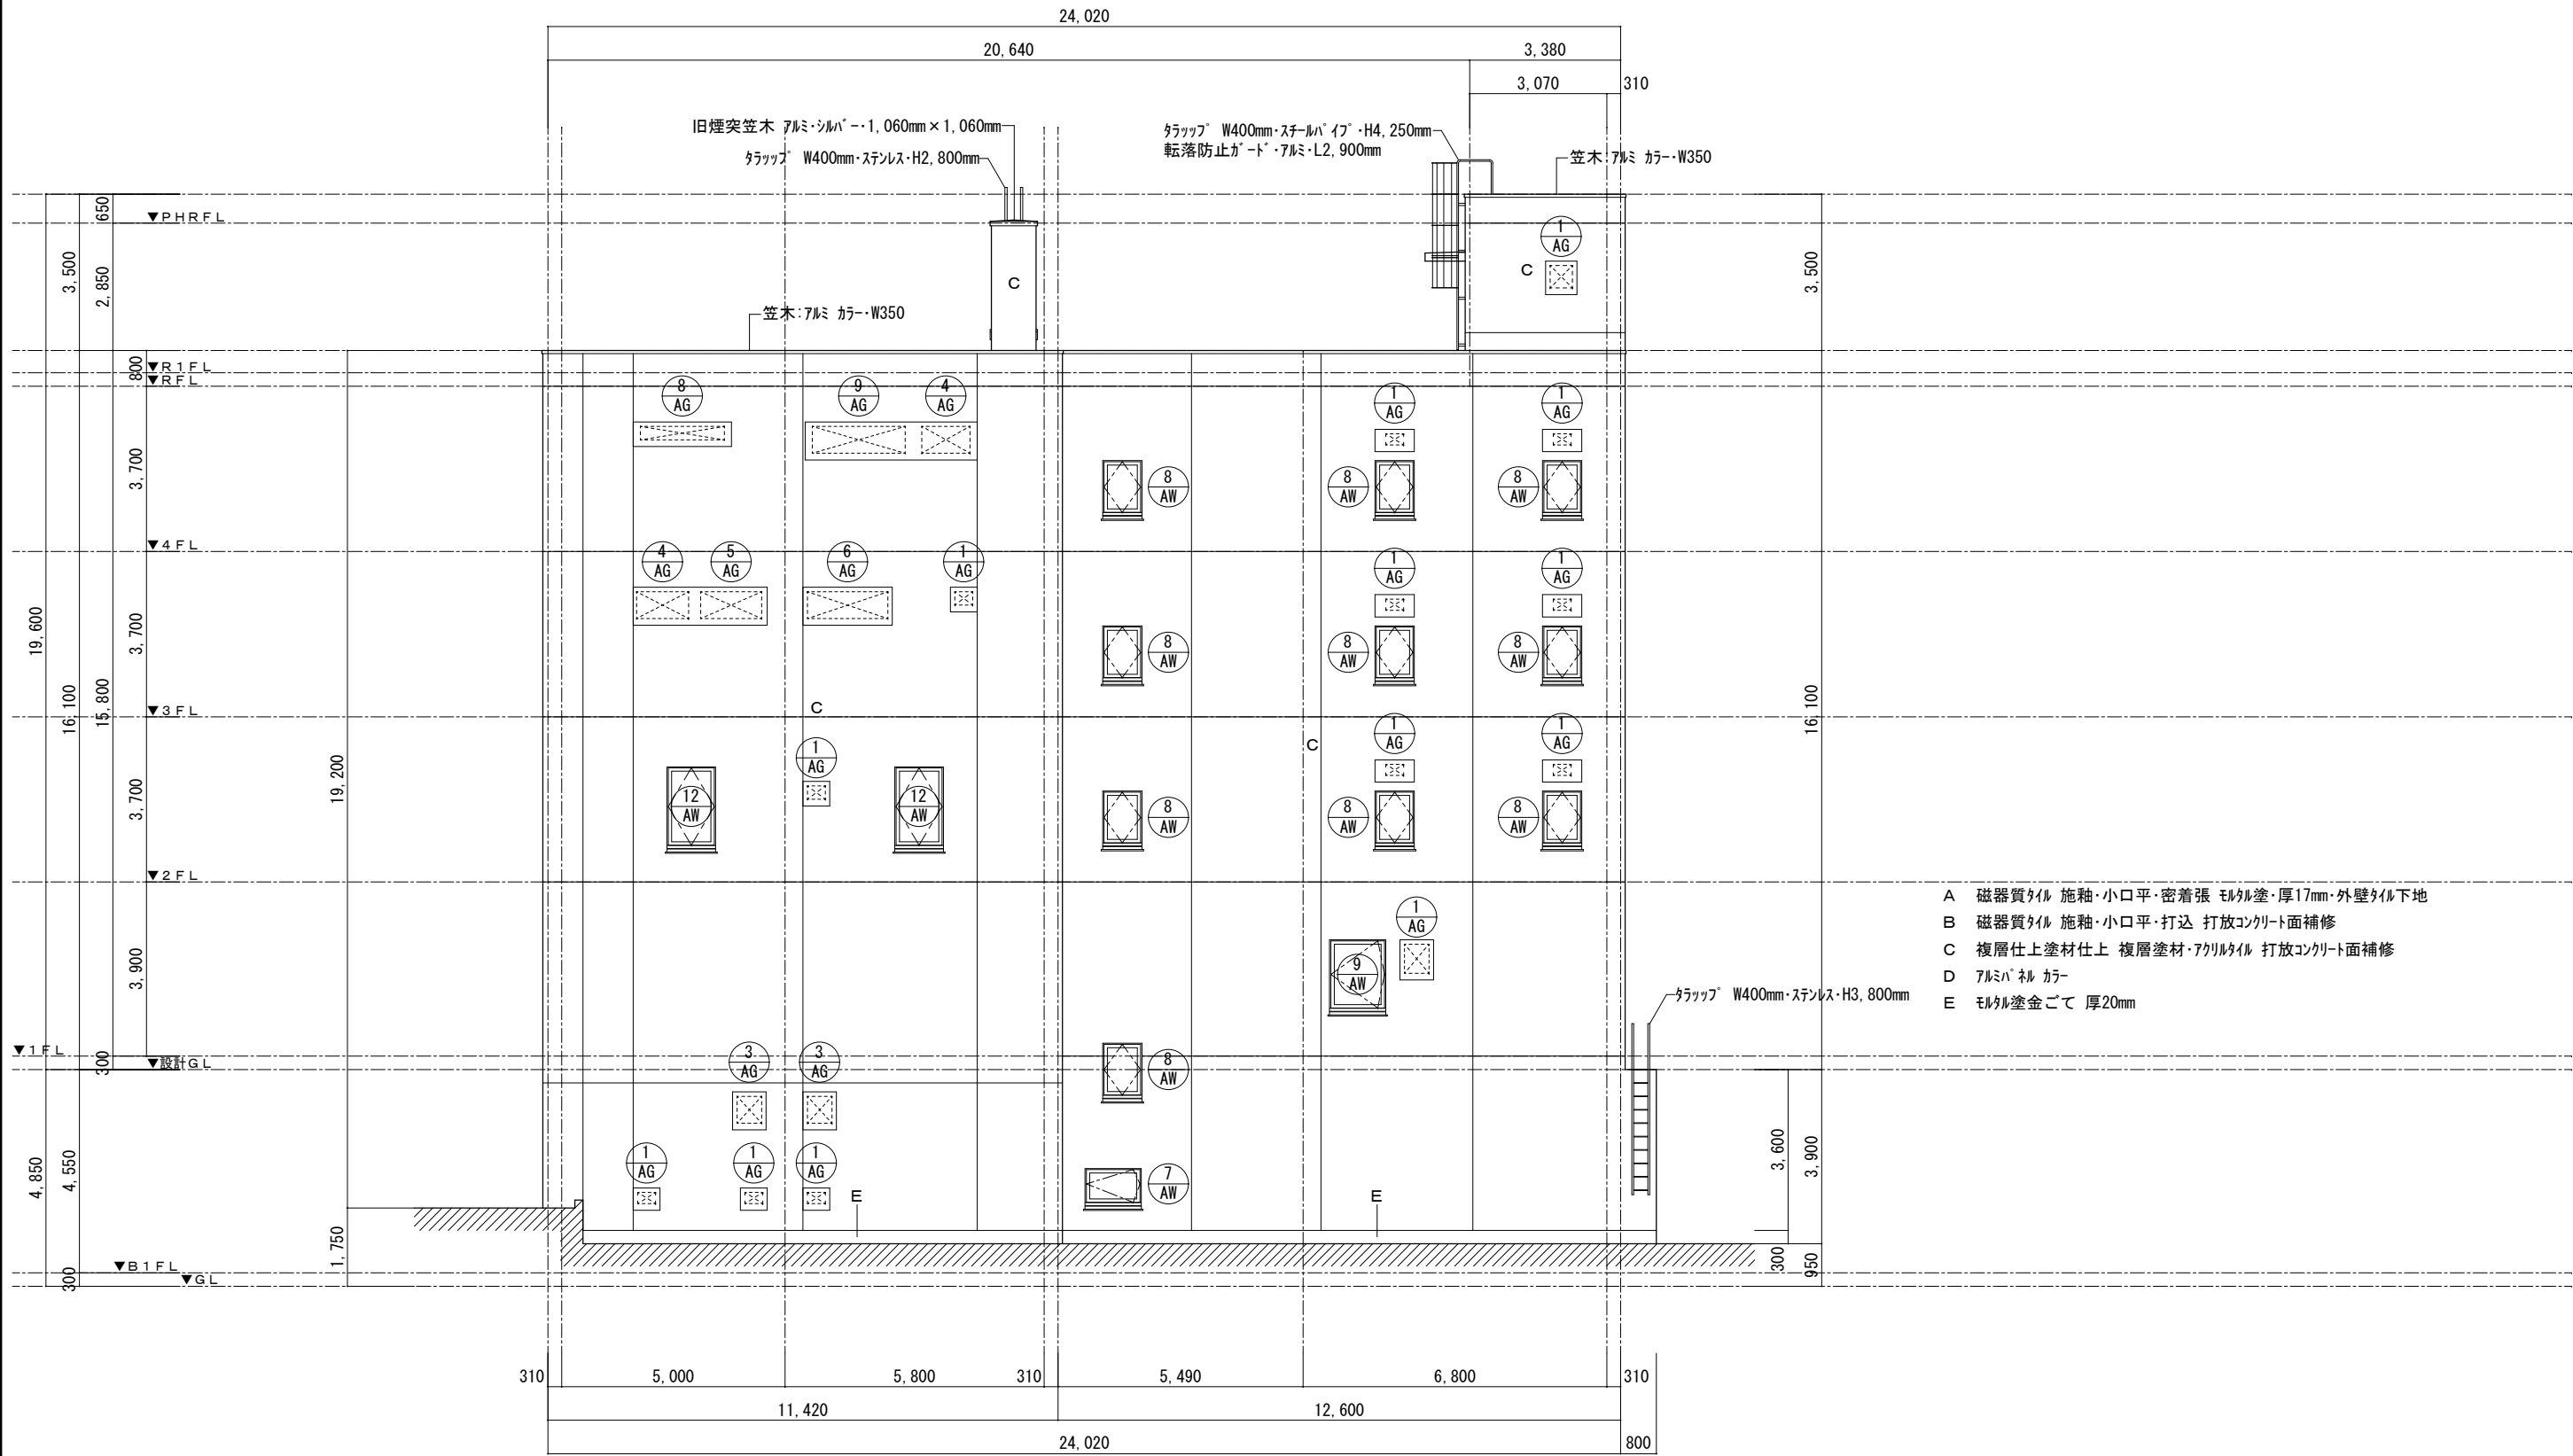 24,020
20,640
3,380
3,070
310
旧煙突笠木 ｱﾙﾐ･ｼﾙﾊﾞｰ･1,060mm×1,060mm
ﾀﾗｯｯﾌﾟ W400mm･ｽﾃﾝﾚｽ･H2,800mm
ﾀﾗｯｯﾌﾟ W400mm･ｽﾁｰﾙﾊﾟｲﾌﾟ･H4,250mm
転落防止ｶﾞｰﾄﾞ･ｱﾙﾐ･L2,900mm
笠木:ｱﾙﾐ ｶﾗｰ･W350
650
▼PHRFL
3,500
2,850
C
1
AG
C
3,500
笠木:ｱﾙﾐ ｶﾗｰ･W350
800
▼R1FL
▼RFL
8
AG
9
AG
4
AG
1
AG
1
AG
3,700
8
AW
8
AW
8
AW
▼4FL
4
AG
5
AG
6
AG
1
AG
1
AG
1
AG
19,600
3,700
8
AW
8
AW
8
AW
16,100
15,800
▼3FL
C
16,100
1
AG
C
1
AG
1
AG
19,200
3,700
12
AW
12
AW
8
AW
8
AW
8
AW
▼2FL
A 磁器質ﾀｲﾙ 施釉･小口平･密着張 ﾓﾙﾀﾙ塗･厚17mm･外壁ﾀｲﾙ下地
B 磁器質ﾀｲﾙ 施釉･小口平･打込 打放ｺﾝｸﾘｰﾄ面補修
C 複層仕上塗材仕上 複層塗材･ｱｸﾘﾙﾀｲﾙ 打放ｺﾝｸﾘｰﾄ面補修
D ｱﾙﾐﾊﾟﾈﾙ ｶﾗｰ
E ﾓﾙﾀﾙ塗金ごて 厚20mm
1
AG
3,900
9
AW
ﾀﾗｯｯﾌﾟ W400mm･ｽﾃﾝﾚｽ･H3,800mm
▼1FL
300
▼設計GL
3
AG
3
AG
8
AW
4,850
4,550
1
AG
1
AG
1
AG
7
AW
3,600
3,900
E
E
1,750
▼B1FL
▼GL
300
300
950
310
5,000
5,800
310
5,490
6,800
310
11,420
12,600
24,020
800